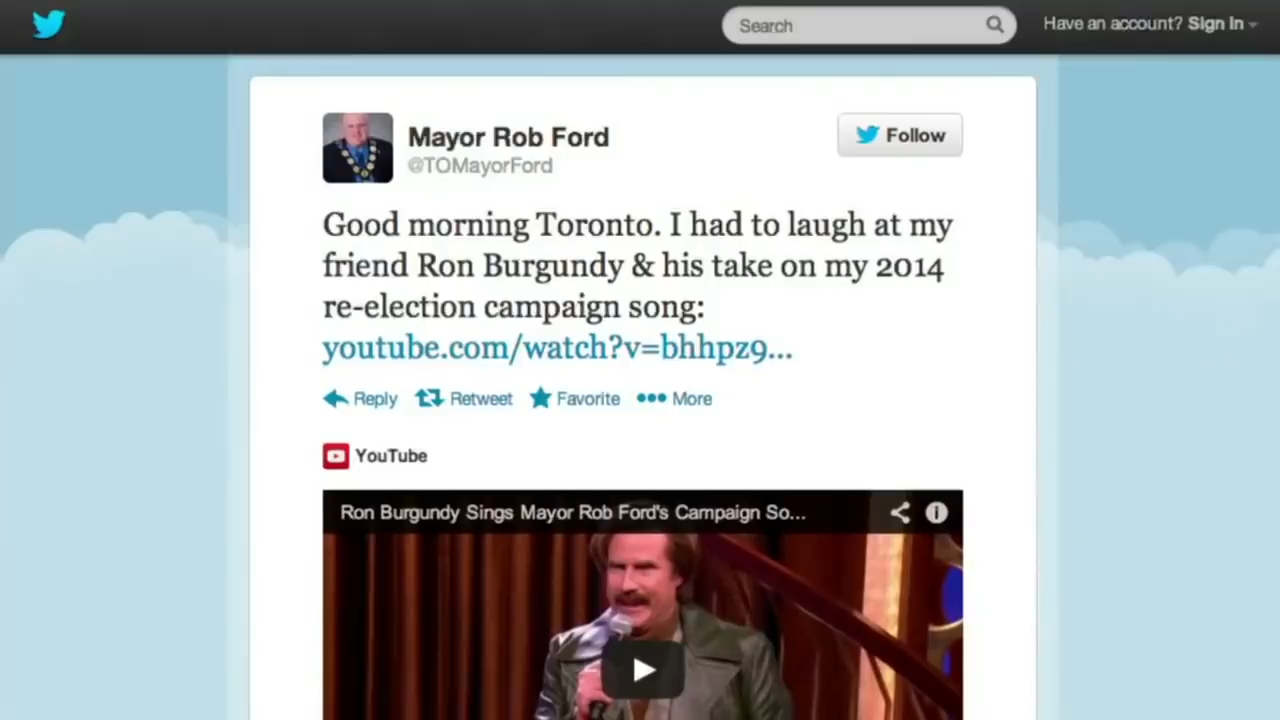 Search
Have an account? Sign In
Mayor Rob Ford
Follow
@TOMayorFord
Good morning Toronto. I had to laugh at my
friend Ron Burgundy & his take on my 2014
re-election campaign song:
youtube.com/watch?v=bhhpz9...
Reply Retweet Favorite More
YouTube
Ron Burgundy Sings Mayor Rob Ford's Campaign So...